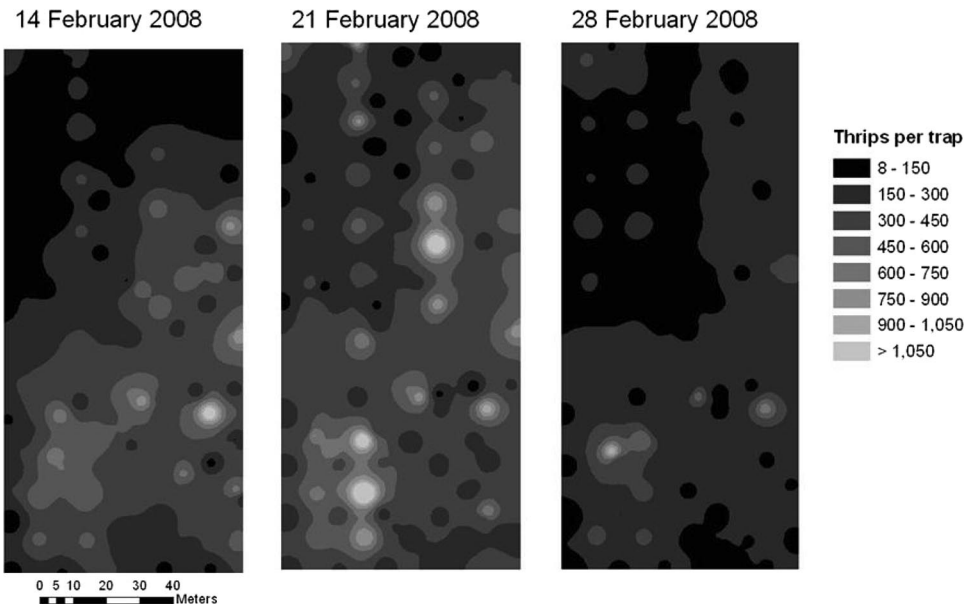 14 February 2008
21 February 2008
28 February 2008
Thrips per trap
8 - 150
150 - 300
300 - 450
450 - 600
600 - 750
750 - 900
900 - 1,050
> 1,050
0 5 10 20 30 40
Meters